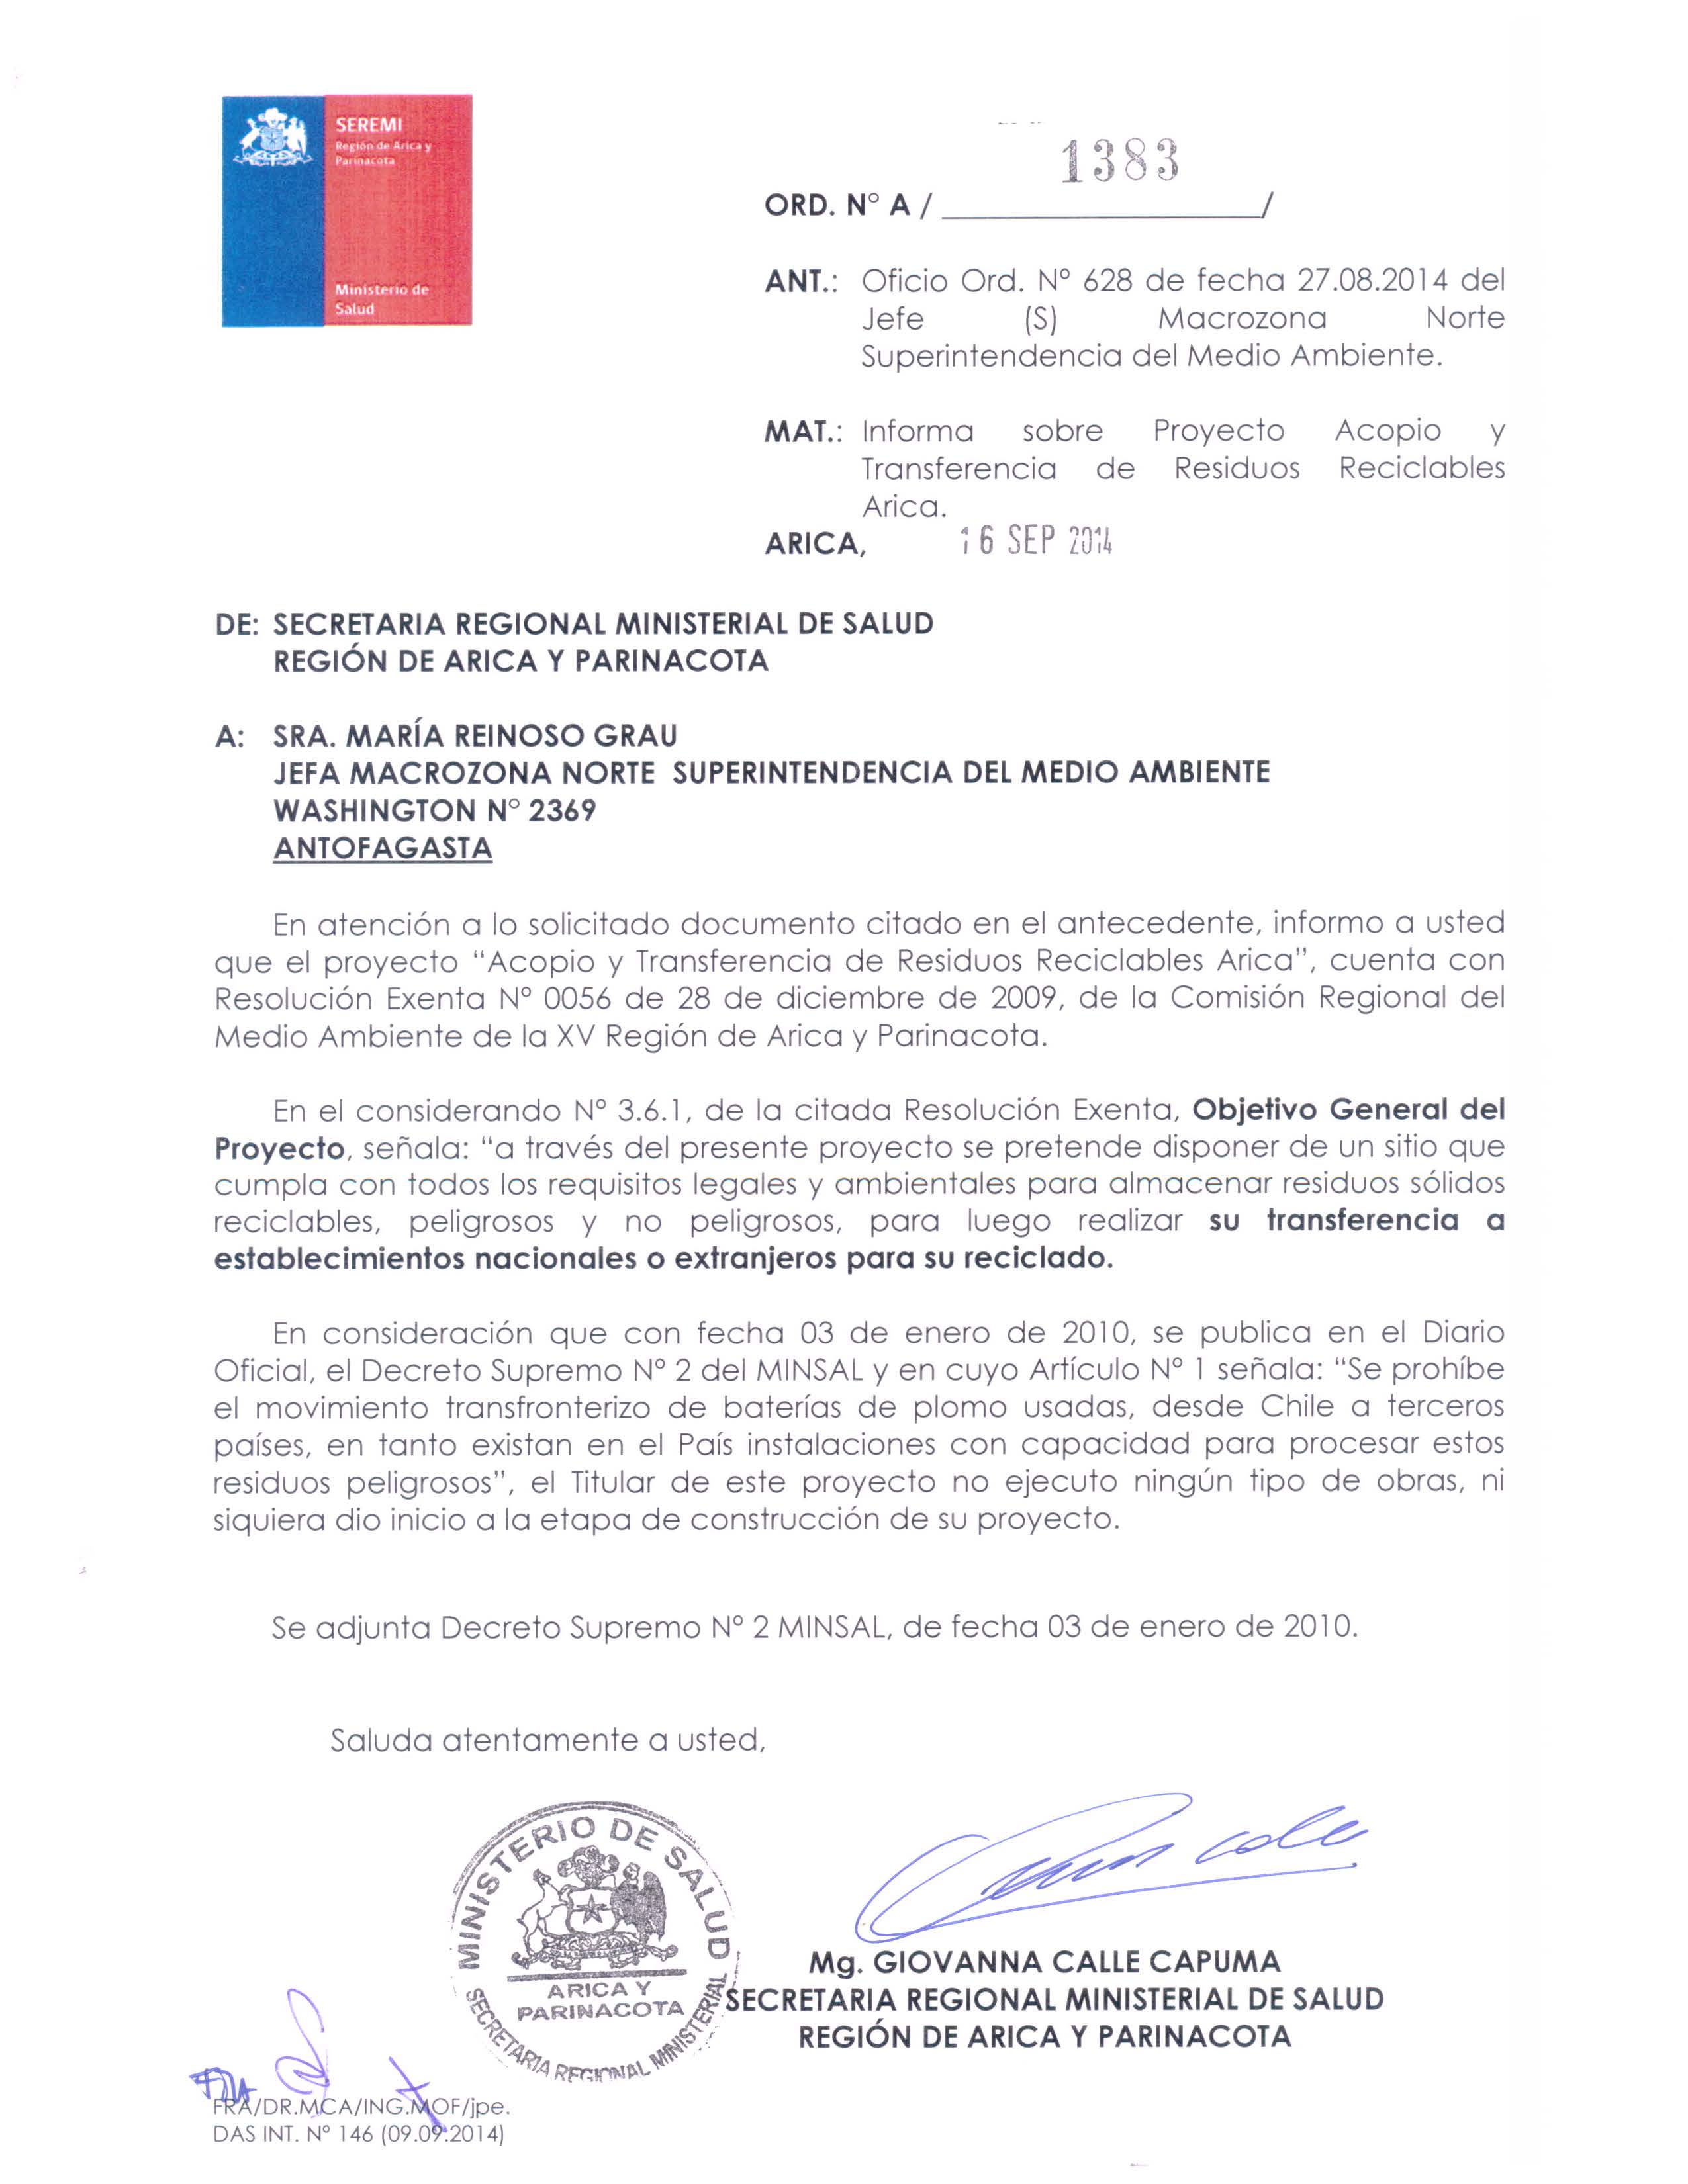 SEREMI
Región de Arica y
Parinacota
Ministerio de
Salud
1383
ORD. N° A / ____________________/
ANT.: Oficio Ord. Nº 628 de fecha 27.08.2014 del
Jefe (S) Macrozona Norte
Superintendencia del Medio Ambiente.
MAT.: Informa sobre Proyecto Acopio y
Transferencia de Residuos Reciclables
Arica.
ARICA, 16 SEP 2014
DE: SECRETARIA REGIONAL MINISTERIAL DE SALUD
REGIÓN DE ARICA Y PARINACOTA
A: SRA. MARÍA REINOSO GRAU
JEFA MACROZONA NORTE SUPERINTENDENCIA DEL MEDIO AMBIENTE
WASHINGTON N° 2369
ANTOFAGASTA
En atención a lo solicitado documento citado en el antecedente, informo a usted
que el proyecto "Acopio y Transferencia de Residuos Reciclables Arica", cuenta con
Resolución Exenta Nº 0056 de 28 de diciembre de 2009, de la Comisión Regional del
Medio Ambiente de la XV Región de Arica y Parinacota.
En el considerando Nº 3.6.1, de la citada Resolución Exenta, Objetivo General del
Proyecto, señala: "a través del presente proyecto se pretende disponer de un sitio que
cumpla con todos los requisitos legales y ambientales para almacenar residuos sólidos
reciclables, peligrosos y no peligrosos, para luego realizar su transferencia a
establecimientos nacionales o extranjeros para su reciclado.
En consideración que con fecha 03 de enero de 2010, se publica en el Diario
Oficial, el Decreto Supremo Nº 2 del MINSAL y en cuyo Artículo Nº 1 señala: "Se prohíbe
el movimiento transfronterizo de baterías de plomo usadas, desde Chile a terceros
países, en tanto existan en el País instalaciones con capacidad para procesar estos
residuos peligrosos", el Titular de este proyecto no ejecuto ningún tipo de obras, ni
siquiera dio inicio a la etapa de construcción de su proyecto.
Se adjunta Decreto Supremo Nº 2 MINSAL, de fecha 03 de enero de 2010.
Saluda atentamente a usted,
MINISTERIO DE SALUD
ARICA Y
PARINACOTA
SECRETARIA REGIONAL MINISTERIAL
Mg. GIOVANNA CALLE CAPUMA
SECRETARIA REGIONAL MINISTERIAL DE SALUD
REGIÓN DE ARICA Y PARINACOTA
FRA/DR.MCA/ING.MOF/jpe.
DAS INT. Nº 146 (09.09.2014)